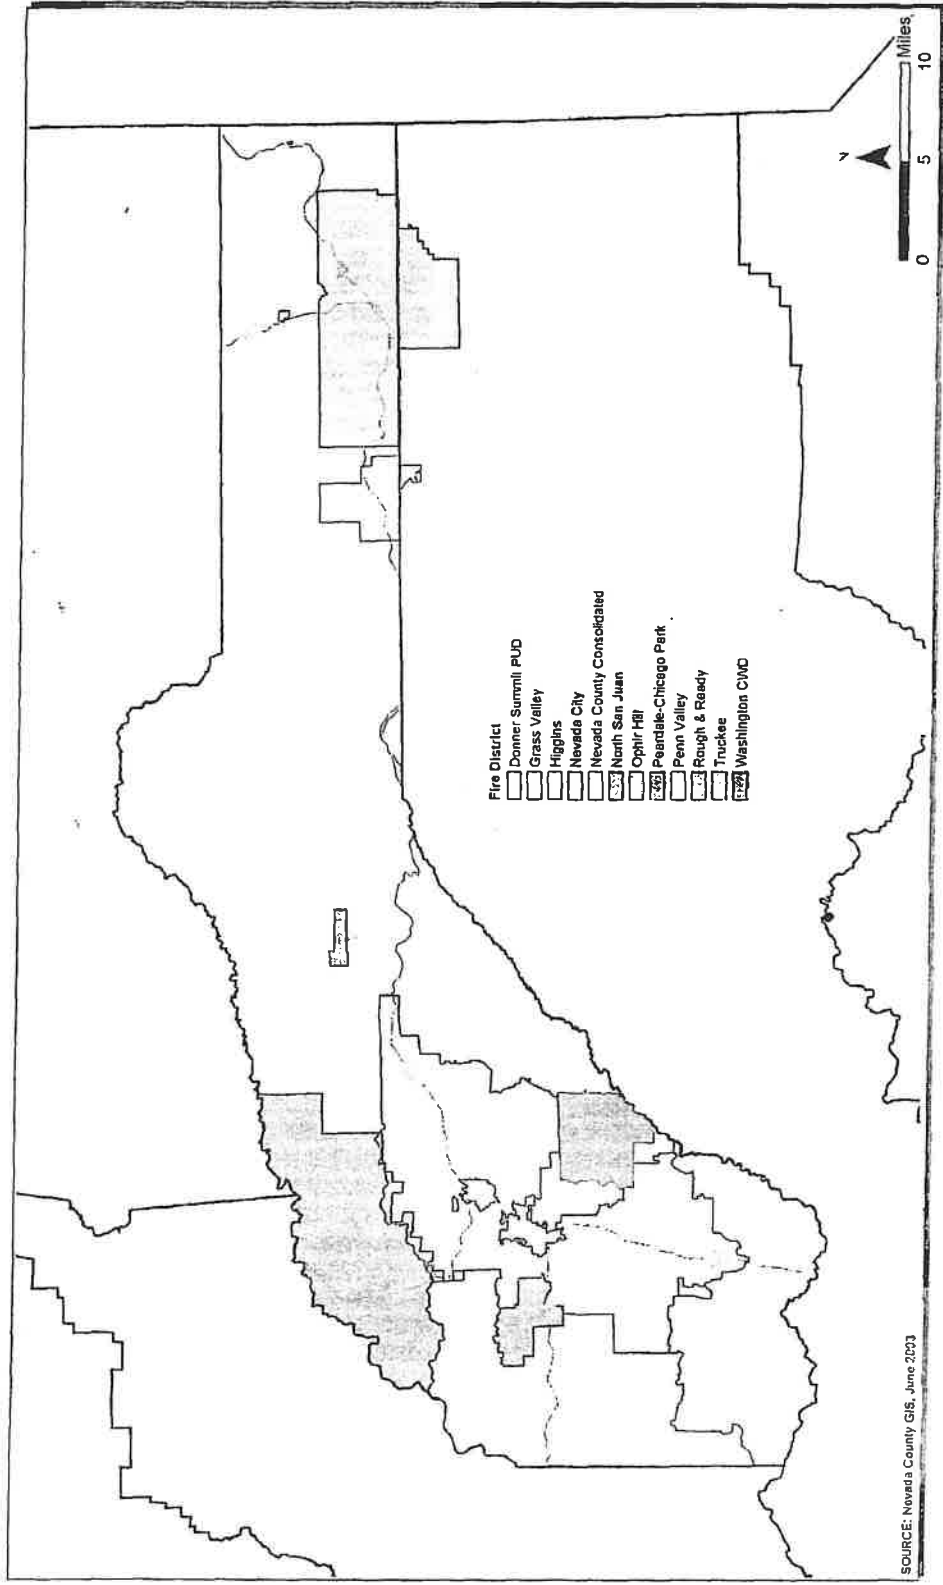 Fire District
Donner Summit PUD
Grass Valley
Higgins
Nevada City
Nevada County Consolidated
North San Juan
Ophir Hill
Peardale-Chicago Park
Penn Valley
Rough & Ready
Truckee
Washington CWD
0 5 10 Miles
SOURCE: Nevada County GIS, June 2003